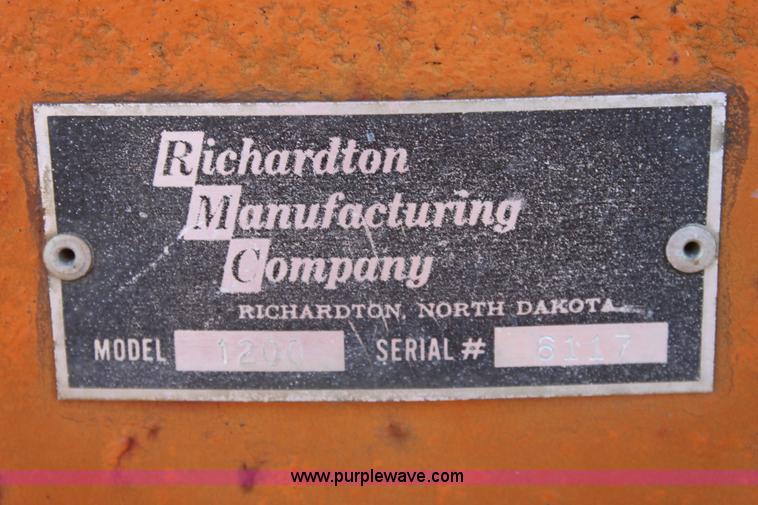 Richardton
Manufacturing
Company
RICHARDTON, NORTH DAKOTA
MODEL 1200 SERIAL # 6117
www.purplewave.com